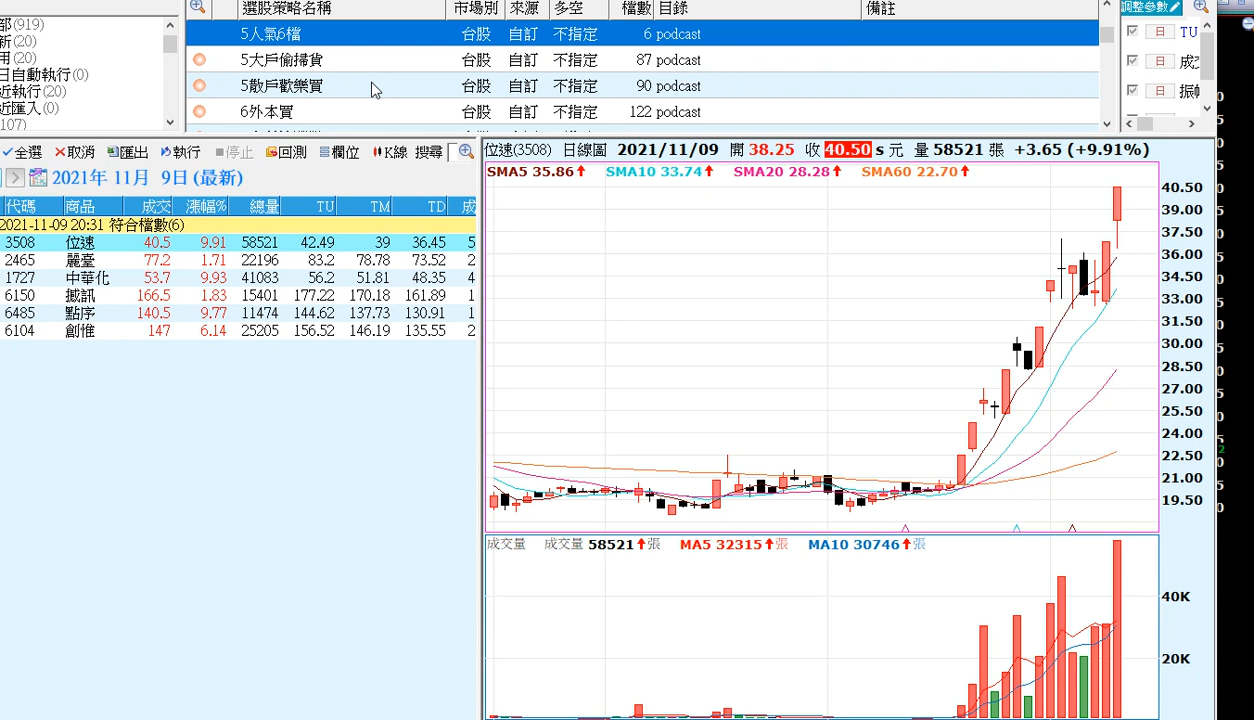 選股策略名稱 市場別 來源 多空 檔數 目錄 備註
調整參數
部(919)
新(20)
用(20)
日自動執行(0)
近執行(20)
近匯入(0)
107)
5人氣6檔 台股 自訂 不指定 6 podcast
5大戶偷掃貨 台股 自訂 不指定 87 podcast
5散戶歡樂買 台股 自訂 不指定 90 podcast
6外本買 台股 自訂 不指定 122 podcast
日 TU
日 成交
日 振幅
全選 取消 匯出 執行 停止 回測 欄位 K線 搜尋
2021年 11月 9日 (最新)
代碼 商品 成交 漲幅% 總量 TU TM TD 成
2021-11-09 20:31 符合檔數(6)
3508 位速 40.5 9.91 58521 42.49 39 36.45 5
2465 麗臺 77.2 1.71 22196 83.2 78.78 73.52 2
1727 中華化 53.7 9.93 41083 56.2 51.81 48.35 4
6150 撼訊 166.5 1.83 15401 177.22 170.18 161.89 1
6485 點序 140.5 9.77 11474 144.62 137.73 130.91 1
6104 創惟 147 6.14 25205 156.52 146.19 135.55 2
位速(3508) 日線圖 2021/11/09 開 38.25 收 40.50 s 元 量 58521 張 +3.65 (+9.91%)
SMA5 35.86 SMA10 33.74 SMA20 28.28 SMA60 22.70
40.50
39.00
37.50
36.00
34.50
33.00
31.50
30.00
28.50
27.00
25.50
24.00
22.50
21.00
19.50
成交量 成交量 58521 張 MA5 32315 張 MA10 30746 張
40K
20K